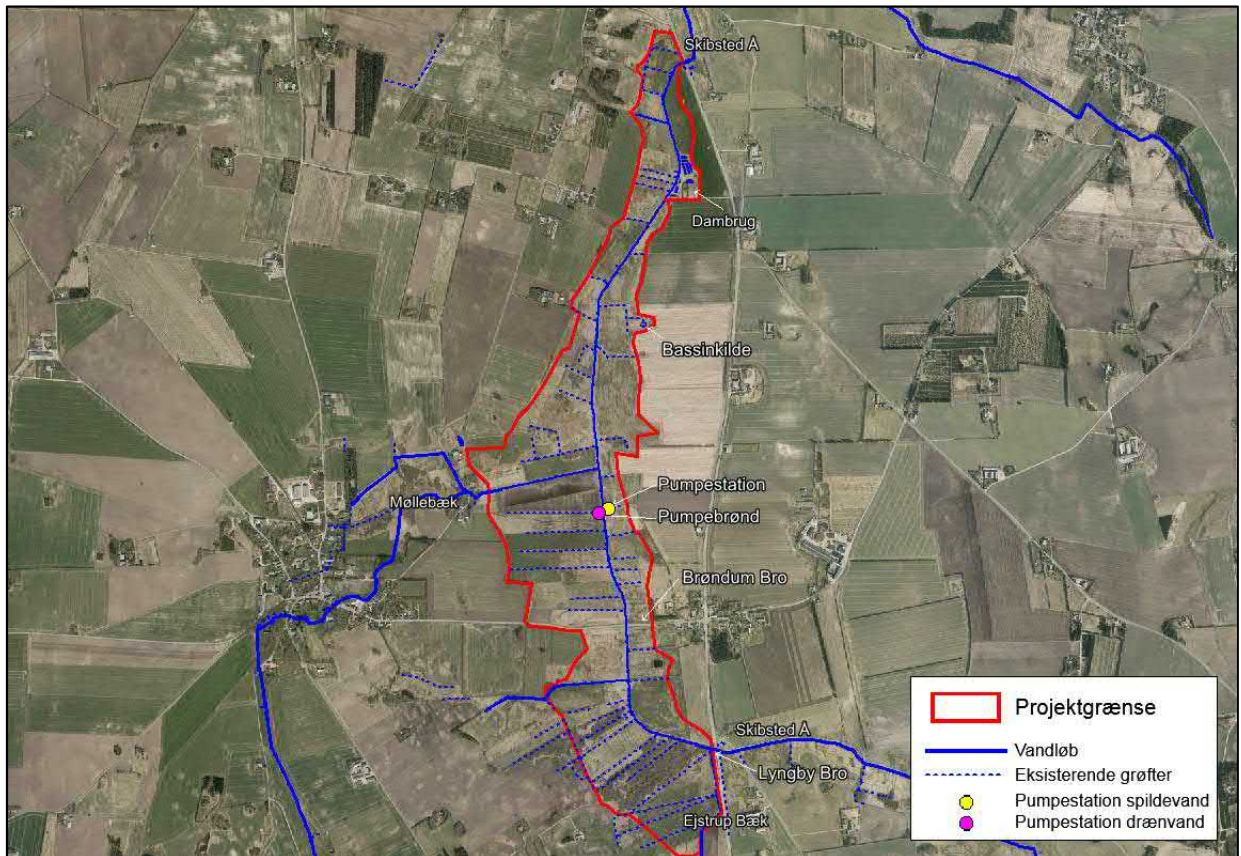 Skibsted Å
Dambrug
Bassinkilde
Møllebæk
Pumpestation
Pumpebrønd
Brøndum Bro
Skibsted Å
Lyngby Bro
Ejstrup Bæk
Projektgrænse
Vandløb
Eksisterende grøfter
Pumpestation spildevand
Pumpestation drænvand